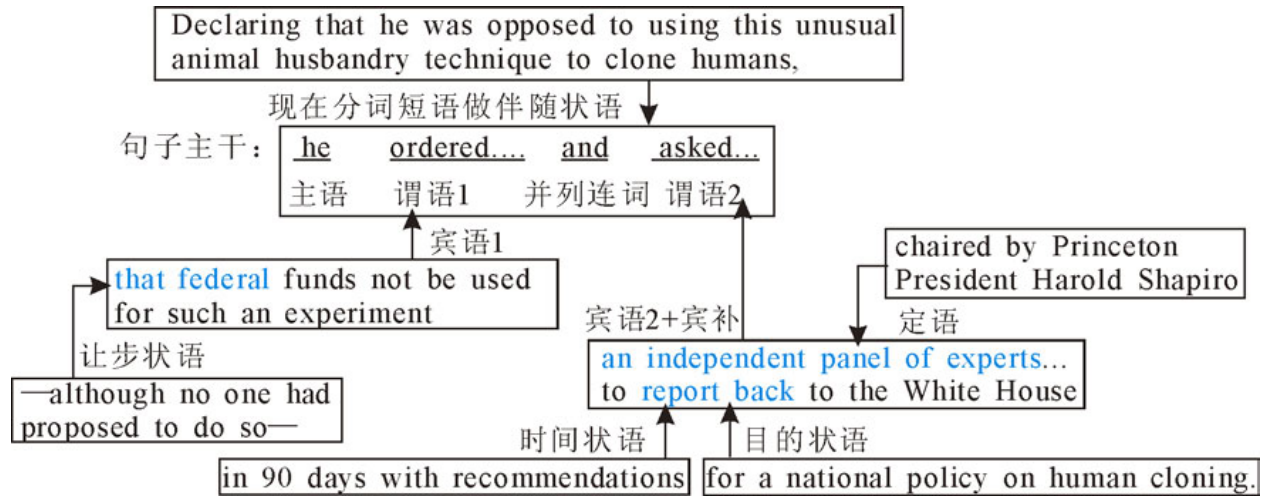 Declaring that he was opposed to using this unusual
animal husbandry technique to clone humans,
现在分词短语做伴随状语
句子主干： he ordered.... and asked...
主语 谓语1 并列连词 谓语2
宾语1
that federal funds not be used
for such an experiment
让步状语
—although no one had
proposed to do so—
chaired by Princeton
President Harold Shapiro
宾语2+宾补
定语
an independent panel of experts...
to report back to the White House
时间状语
目的状语
in 90 days with recommendations
for a national policy on human cloning.